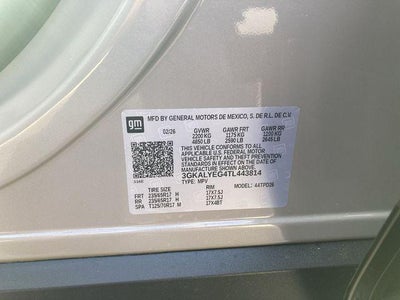 gm
MFD BY GENERAL MOTORS DE MEXICO, S. DE R.L. DE C.V.
02/26 GVWR GAWR FRT GAWR RR
2200 KG 1175 KG 1200 KG
4850 LB 2590 LB 2645 LB
THIS VEHICLE CONFORMS TO ALL
APPLICABLE U.S. FEDERAL MOTOR
VEHICLE SAFETY AND THEFT PREVENTION
STANDARDS IN EFFECT ON THE DATE OF
MANUFACTURE SHOWN ABOVE.
3GKALYEG4TL443814
TYPE: MPV MODEL: 44TPD26
TIRE SIZE RIM
FRT 235/65R17 H 17X7.5J
RR 235/65R17 H 17X7.5J
SPA T125/70R17 M 17X4BT